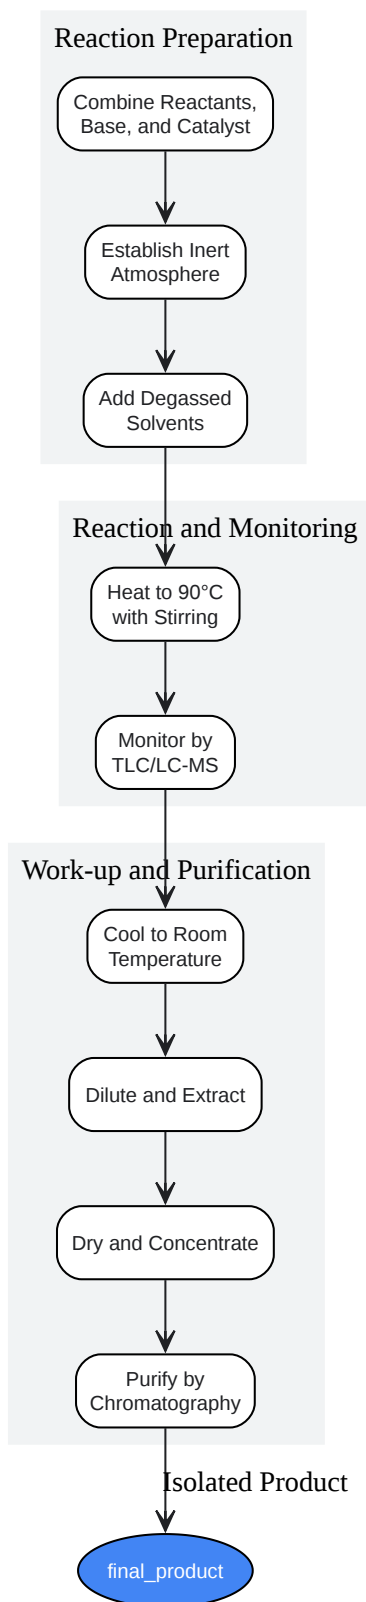 Reaction Preparation
Combine Reactants,
Base, and Catalyst
Establish Inert
Atmosphere
Add Degassed
Solvents
Reaction and Monitoring
Heat to 90°C
with Stirring
Monitor by
TLC/LC-MS
Work-up and Purification
Cool to Room
Temperature
Dilute and Extract
Dry and Concentrate
Purify by
Chromatography
Isolated Product
final_product